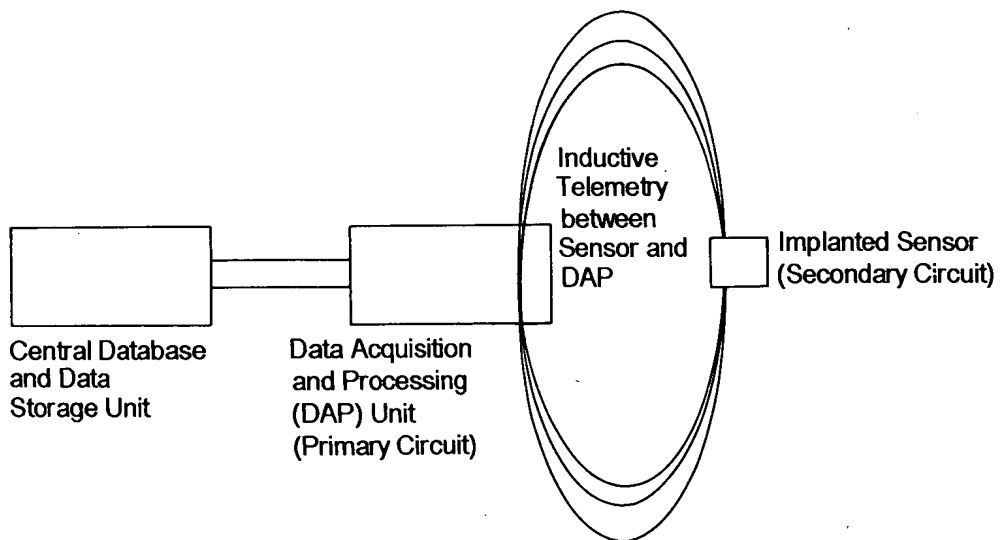 Central Database
and Data
Storage Unit
Data Acquisition
and Processing
(DAP) Unit
(Primary Circuit)
Inductive
Telemetry
between
Sensor and
DAP
Implanted Sensor
(Secondary Circuit)